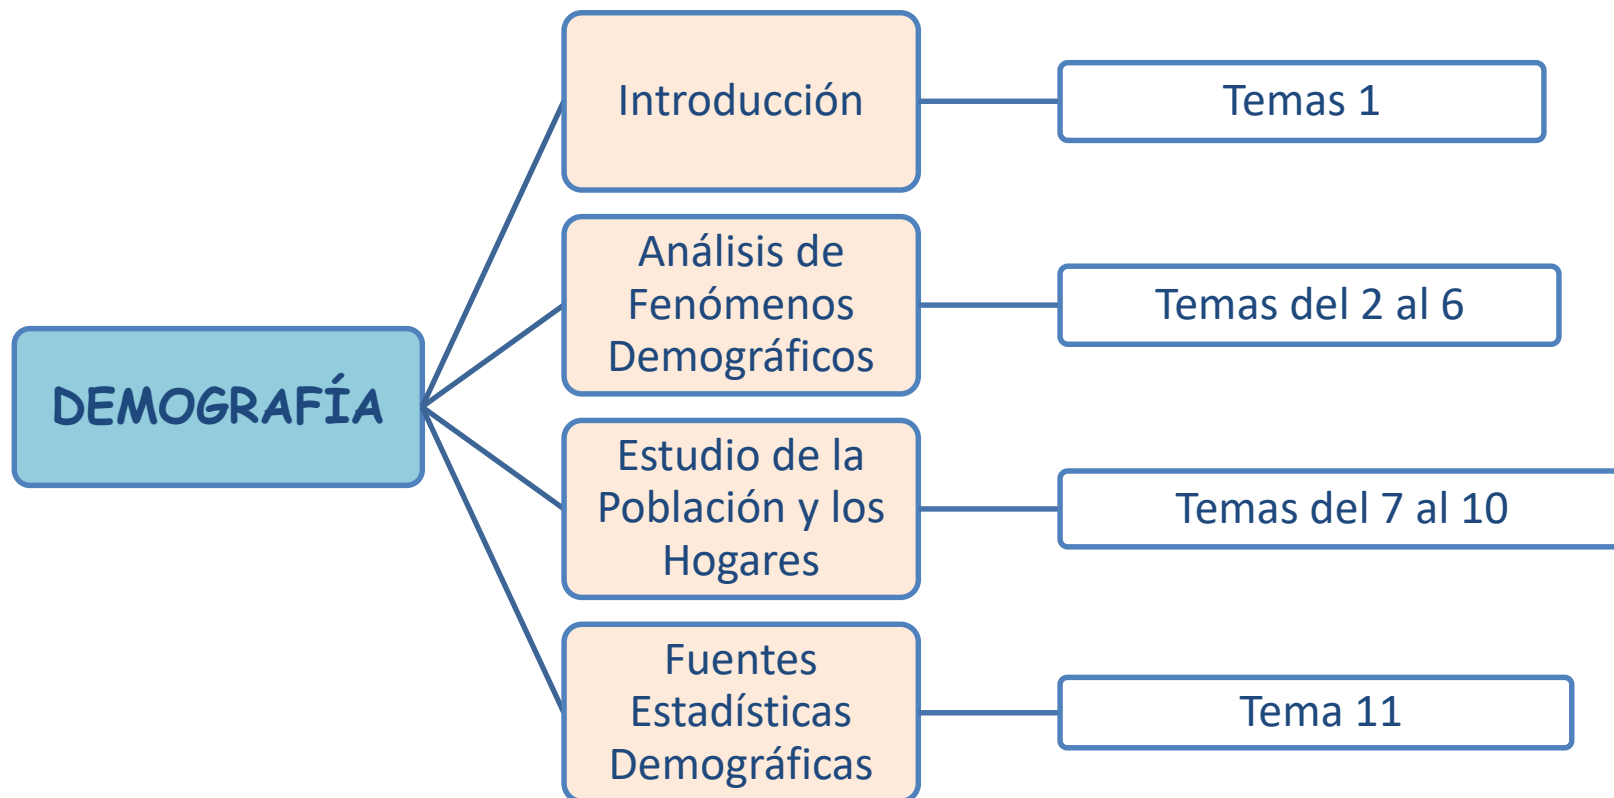 DEMOGRAFÍA
Introducción
Temas 1
Análisis de
Fenómenos
Demográficos
Temas del 2 al 6
Estudio de la
Población y los
Hogares
Temas del 7 al 10
Fuentes
Estadísticas
Demográficas
Tema 11